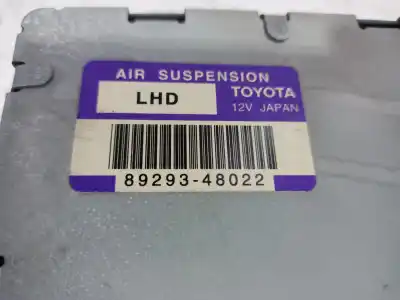 AIR SUSPENSION
LHD
TOYOTA
12V JAPAN
89293-48022